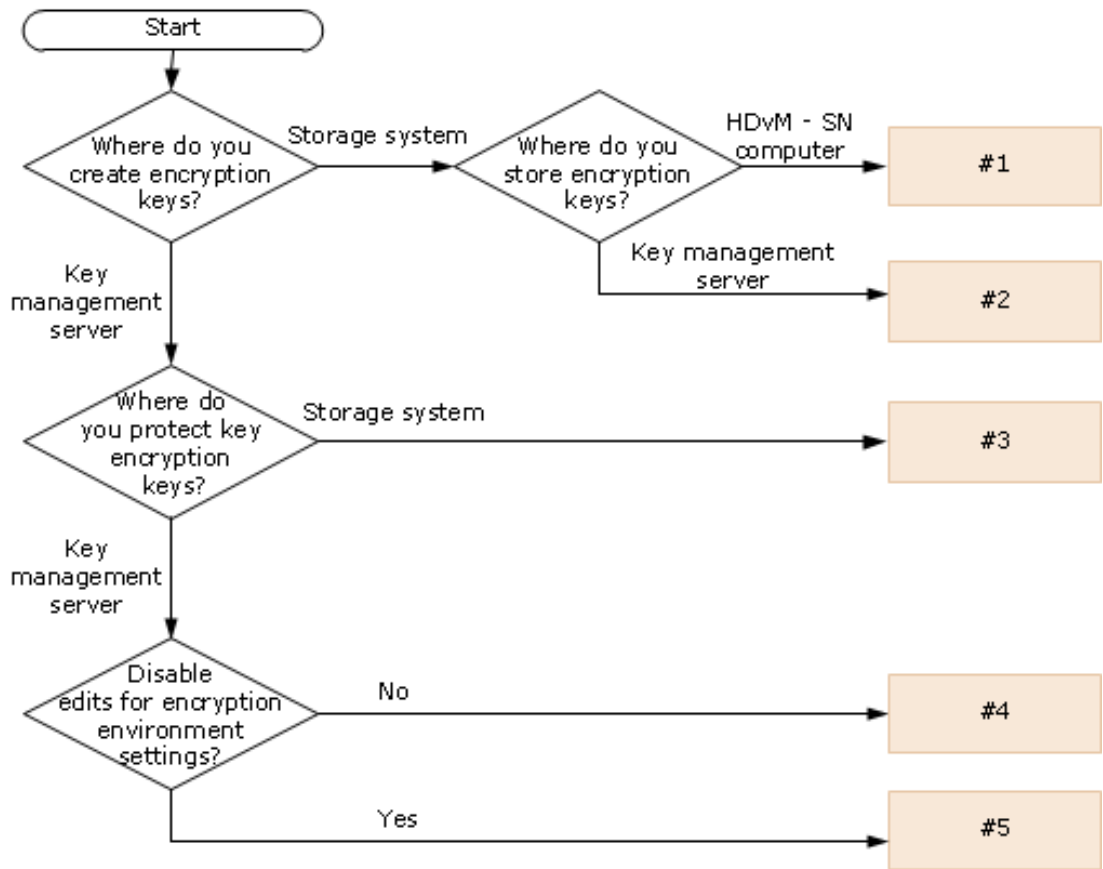 Start
Where do you
create encryption
keys?
Storage system
Where do you
store encryption
keys?
HDvM - SN
computer
#1
Key management
server
#2
Key
management
server
Where do
you protect key
encryption
keys?
Storage system
#3
Key
management
server
Disable
edits for encryption
environment
settings?
No
#4
Yes
#5